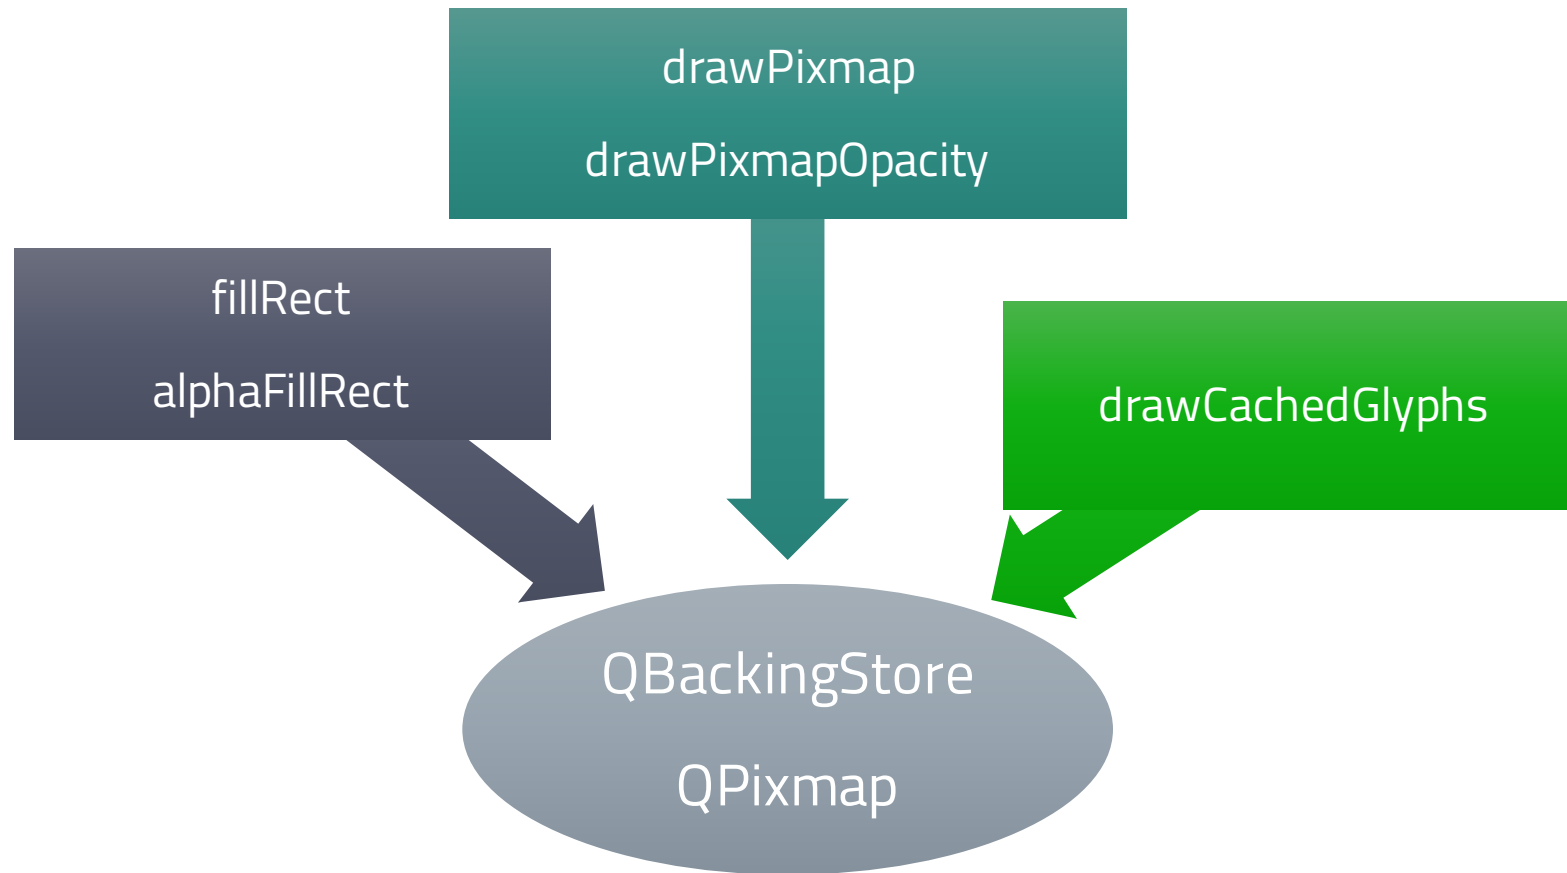 drawPixmap
drawPixmapOpacity
fillRect
alphaFillRect
drawCachedGlyphs
QBackingStore
QPixmap